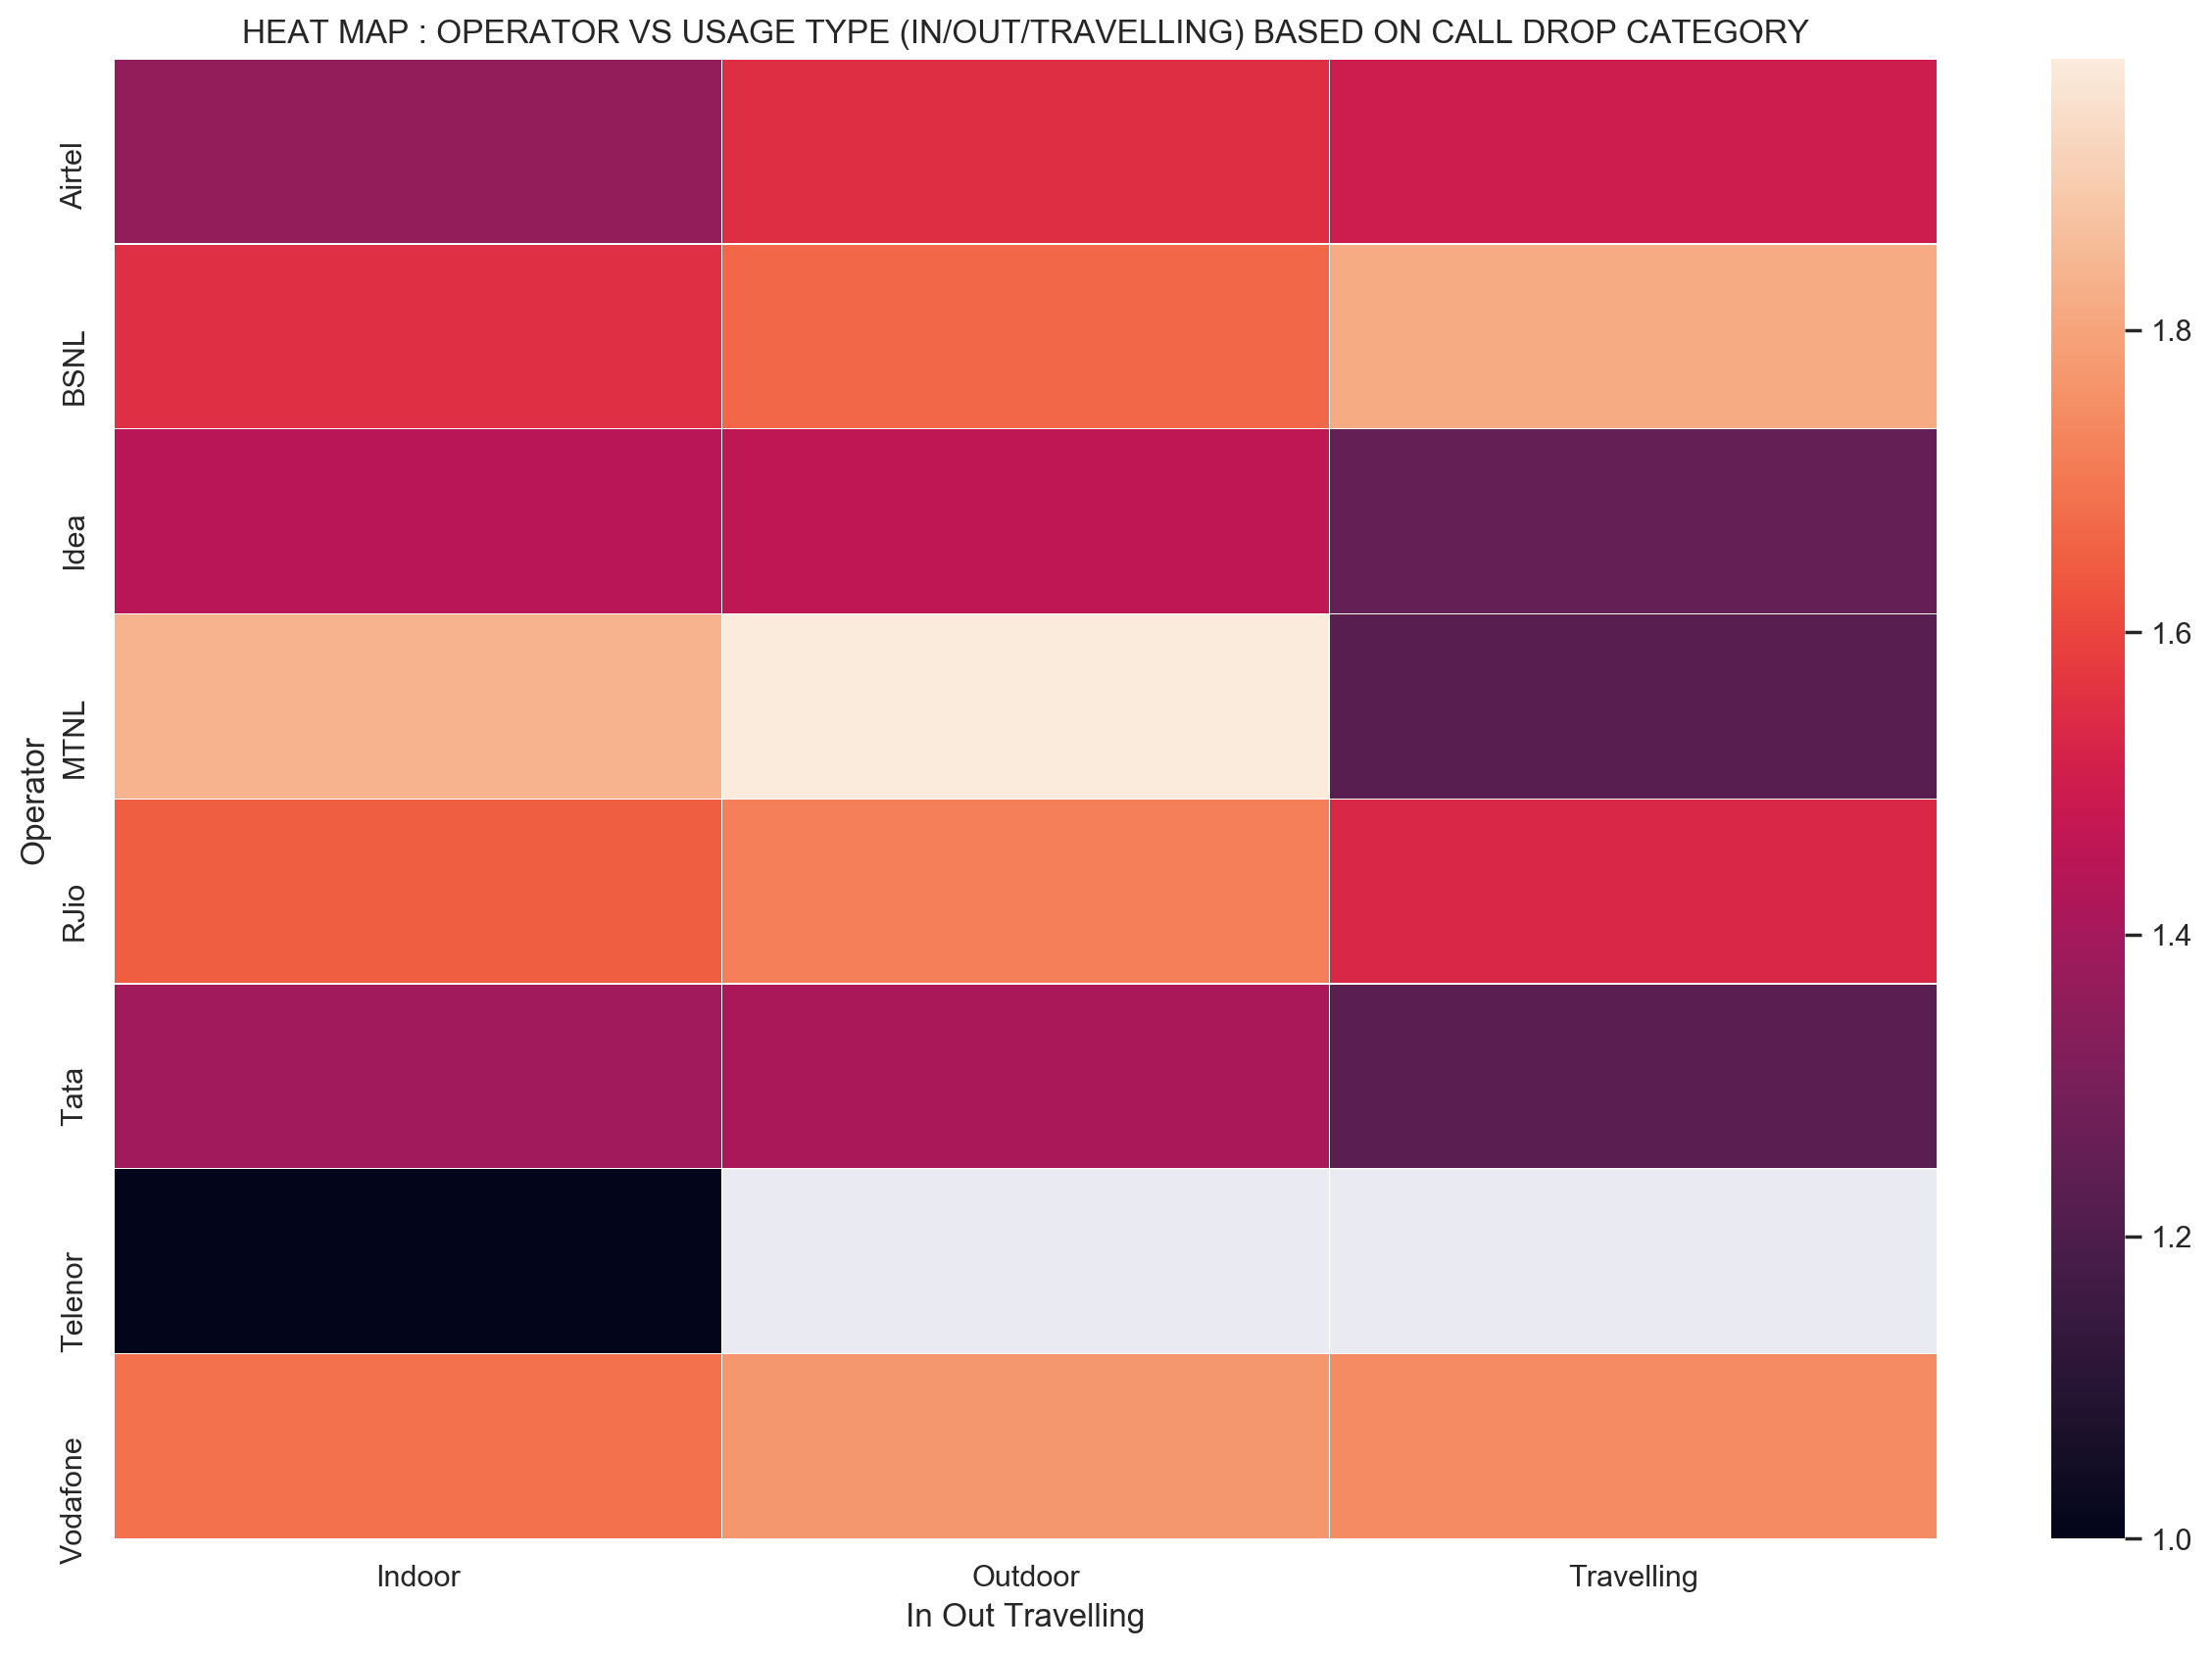 HEAT MAP : OPERATOR VS USAGE TYPE (IN/OUT/TRAVELLING) BASED ON CALL DROP CATEGORY
Operator
Airtel
BSNL
Idea
MTNL
RJio
Tata
Telenor
Vodafone
Indoor
Outdoor
Travelling
In Out Travelling
1.8
1.6
1.4
1.2
1.0